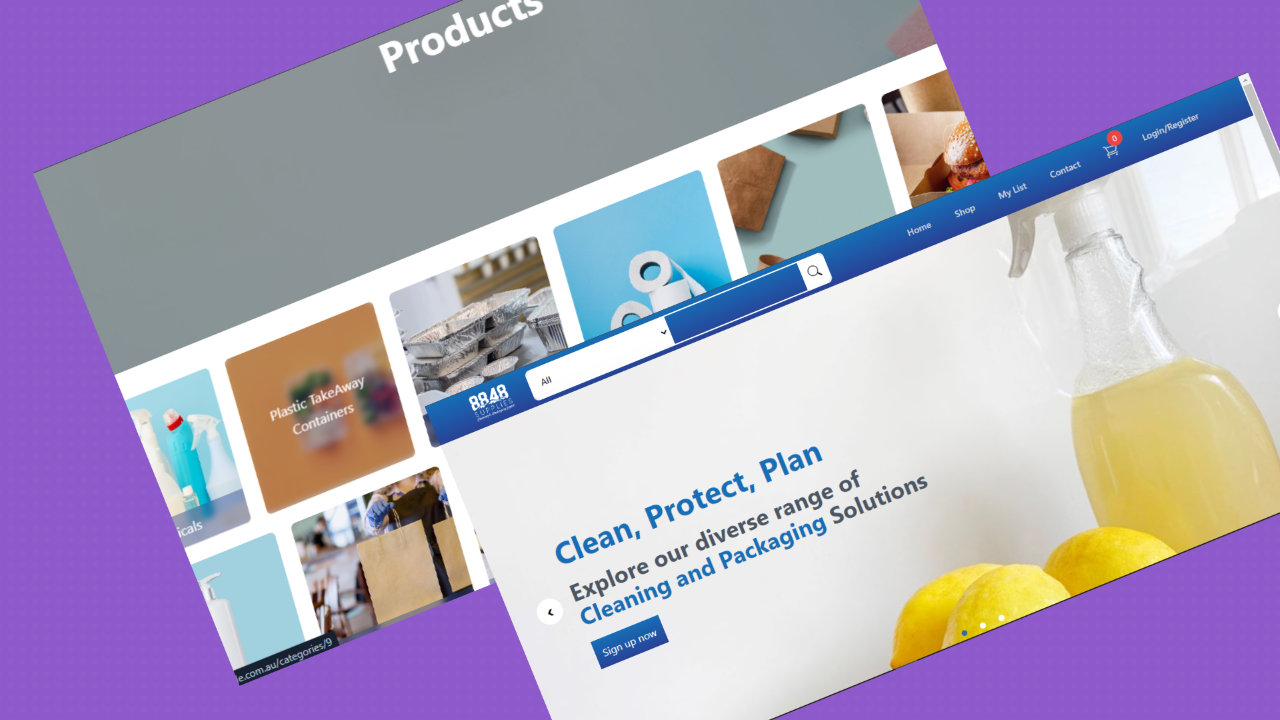 Products
Plastic TakeAway
Containers
icals
e.com.au/categories/9
8848
SUPPLIES
All
Home
Shop
My List
Contact
0
Login/Register
Clean, Protect, Plan
Explore our diverse range of
Cleaning and Packaging Solutions
Sign up now